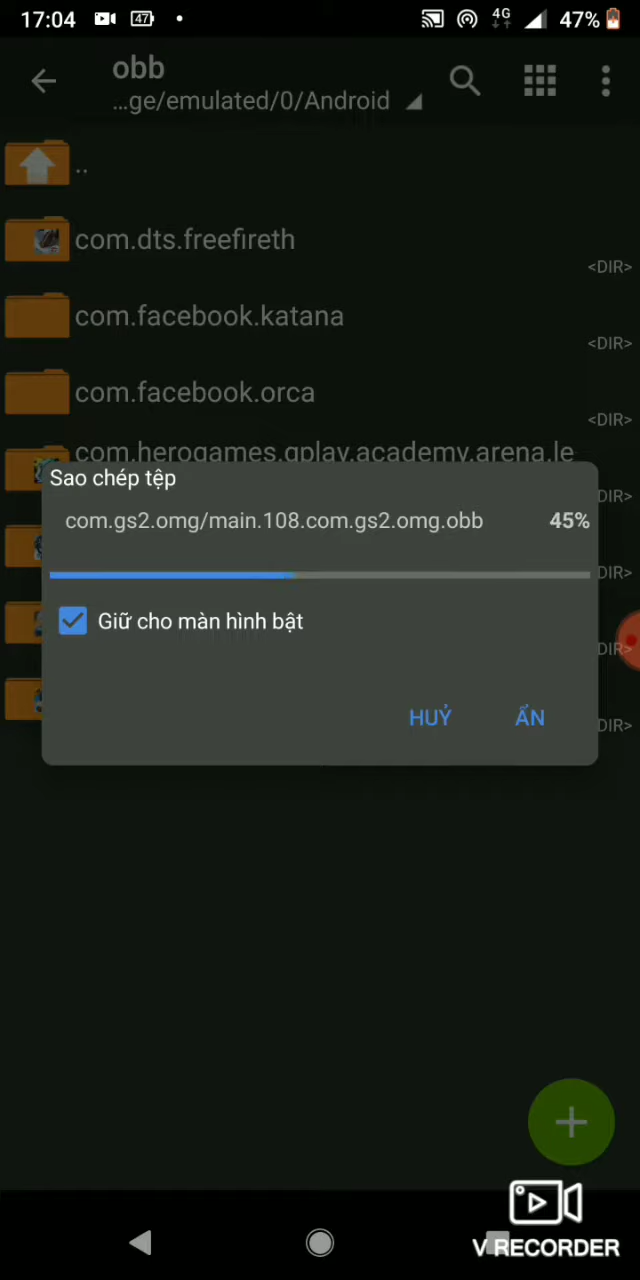 17:04 47 4G 47%
obb
...ge/emulated/0/Android
..
com.dts.freefireth
<DIR>
com.facebook.katana
<DIR>
com.facebook.orca
<DIR>
com.herogames.gplay.academy.arena.le
DIR>
Sao chép tệp
com.gs2.omg/main.108.com.gs2.omg.obb 45%
DIR>
Giữ cho màn hình bật
DIR>
HUỶ ẨN
DIR>
V RECORDER